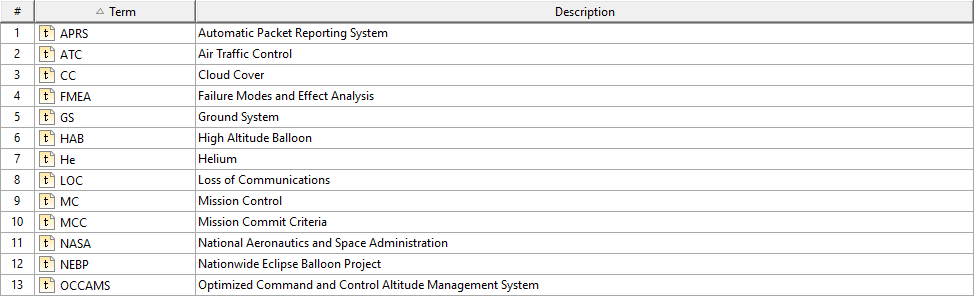 # Term Description
1 t APRS Automatic Packet Reporting System
2 t ATC Air Traffic Control
3 t CC Cloud Cover
4 t FMEA Failure Modes and Effect Analysis
5 t GS Ground System
6 t HAB High Altitude Balloon
7 t He Helium
8 t LOC Loss of Communications
9 t MC Mission Control
10 t MCC Mission Commit Criteria
11 t NASA National Aeronautics and Space Administration
12 t NEBP Nationwide Eclipse Balloon Project
13 t OCCAMS Optimized Command and Control Altitude Management System